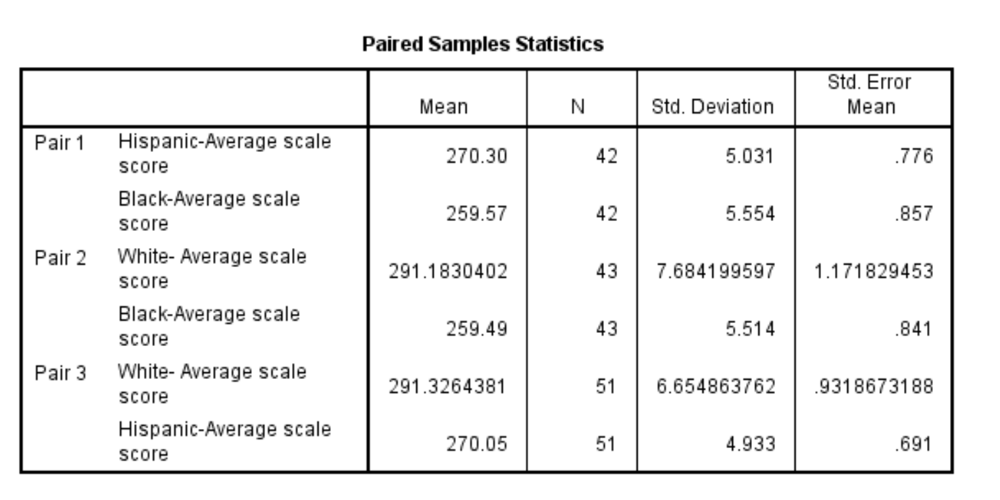 Paired Samples Statistics
Mean N Std. Deviation Std. Error Mean
Pair 1 Hispanic-Average scale score 270.30 42 5.031 .776
Black-Average scale score 259.57 42 5.554 .857
Pair 2 White- Average scale score 291.1830402 43 7.684199597 1.171829453
Black-Average scale score 259.49 43 5.514 .841
Pair 3 White- Average scale score 291.3264381 51 6.654863762 .9318673188
Hispanic-Average scale score 270.05 51 4.933 .691